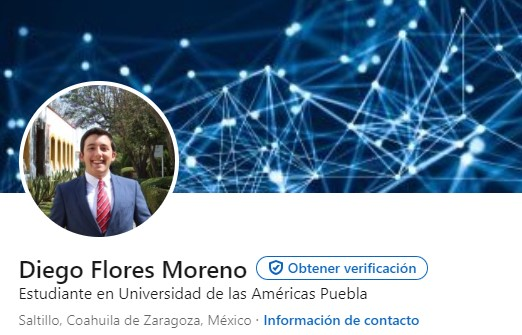 Diego Flores Moreno Obtener verificación
Estudiante en Universidad de las Américas Puebla
Saltillo, Coahuila de Zaragoza, México · Información de contacto